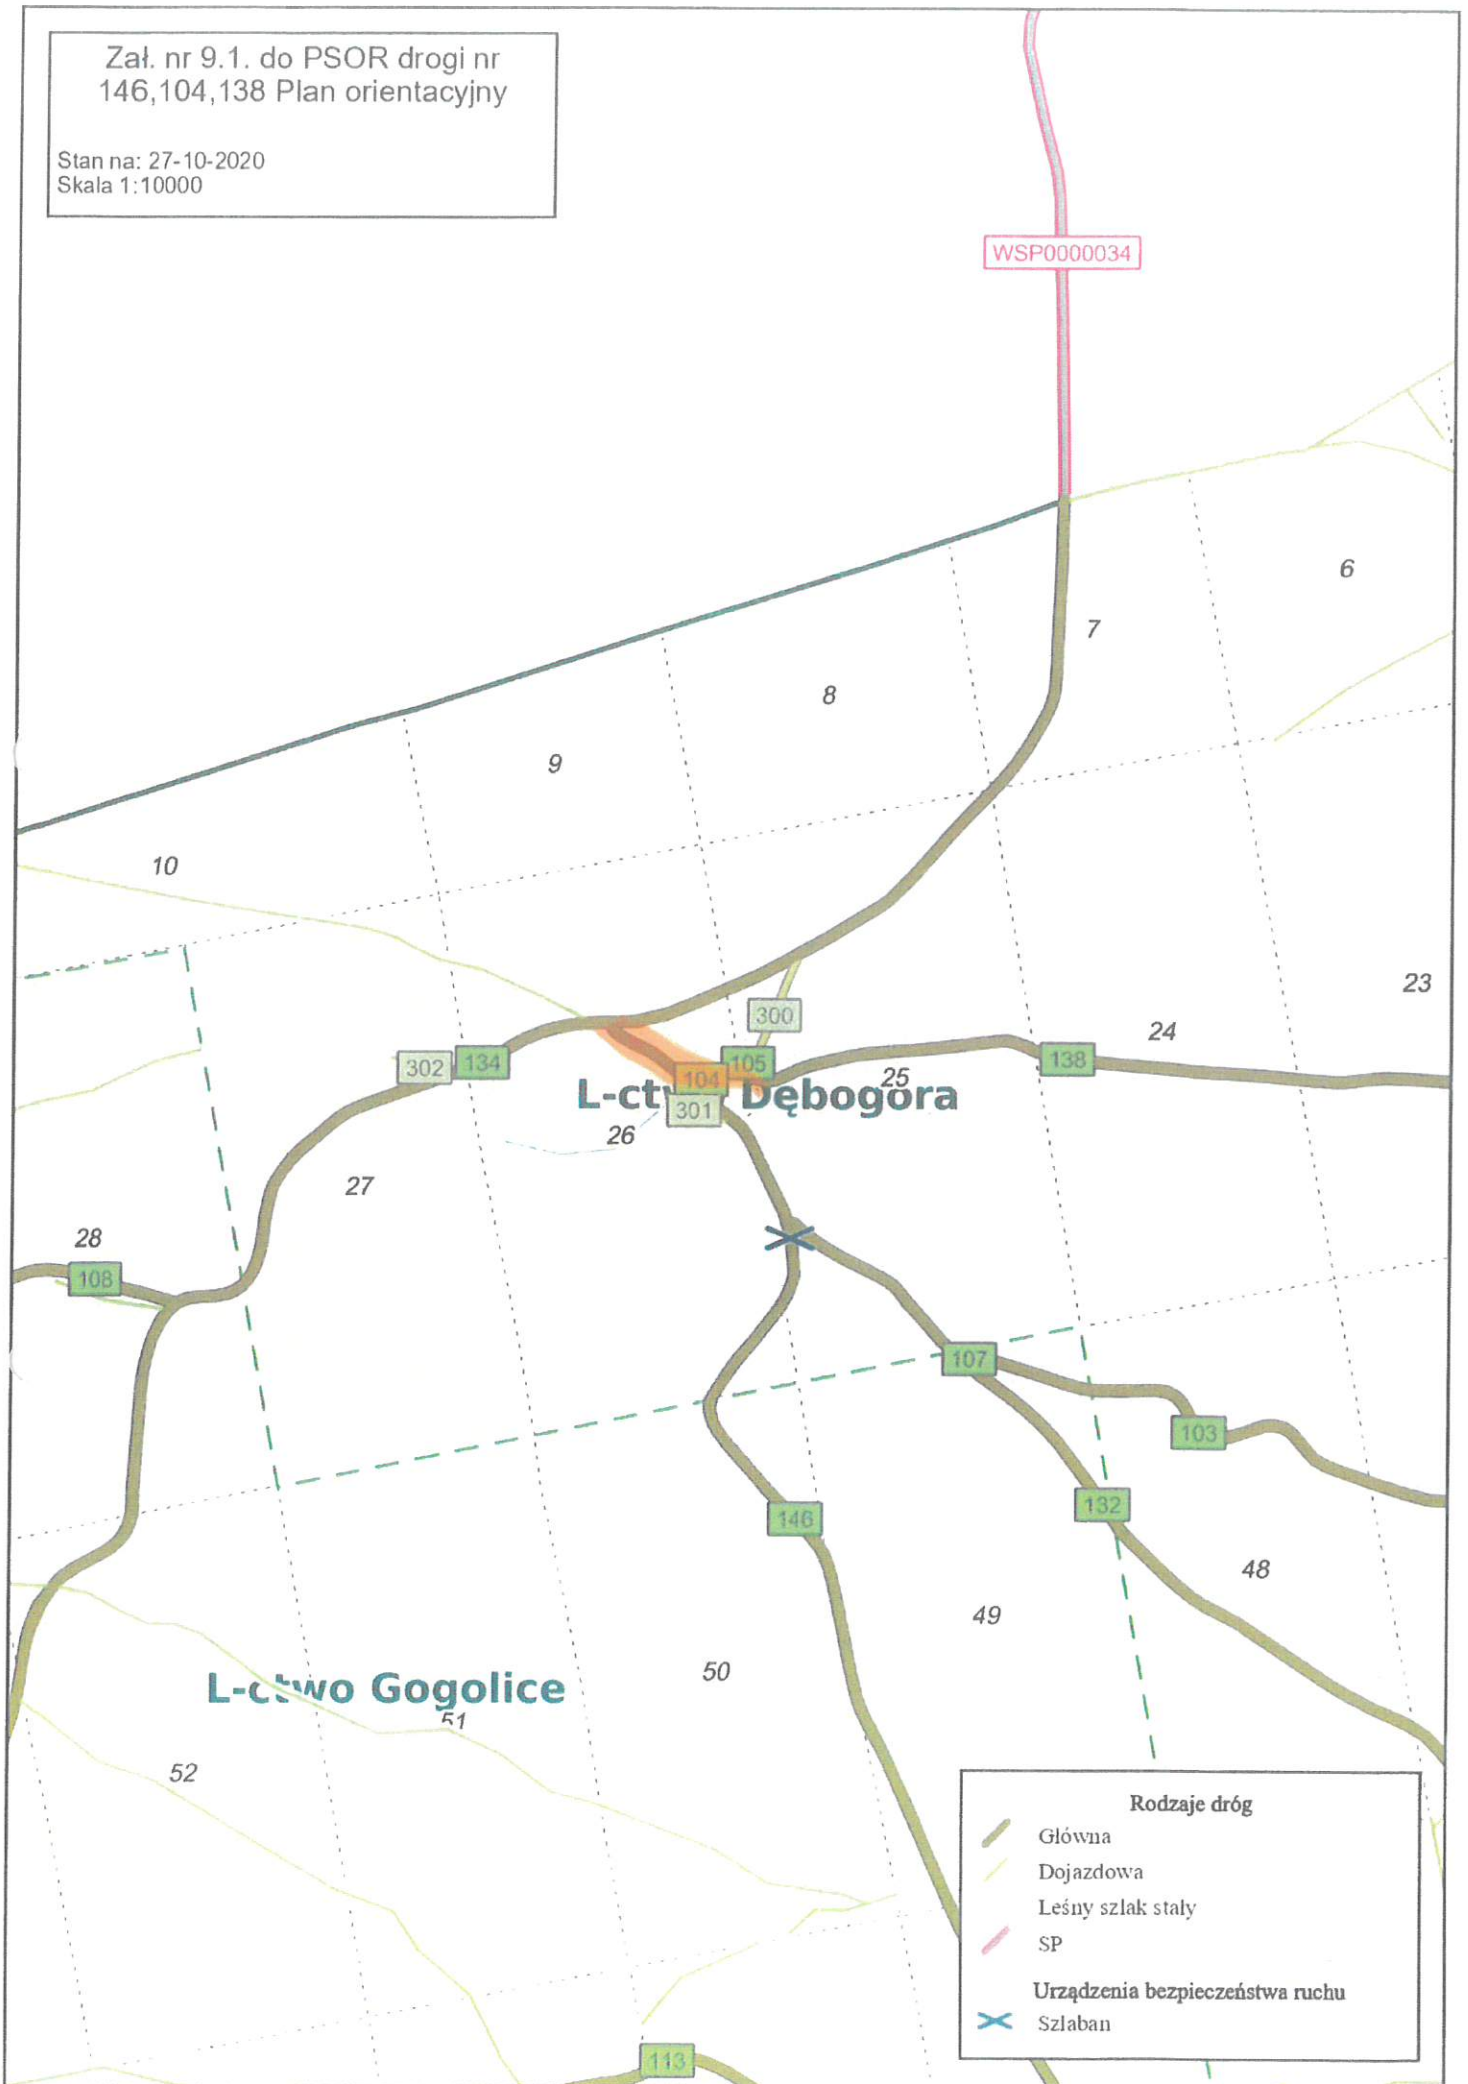 Zał. nr 9.1. do PSOR drogi nr
146,104,138 Plan orientacyjny
Stan na: 27-10-2020
Skala 1:10000
WSP0000034
6
7
8
9
10
23
300
24
302
134
105
138
104
25
L-ct Dębogóra
301
26
27
28
108
107
103
146
132
48
49
50
L-ctwo Gogolice
51
52
Rodzaje dróg
Główna
Dojazdowa
Leśny szlak stały
SP
Urządzenia bezpieczeństwa ruchu
Szlaban
113